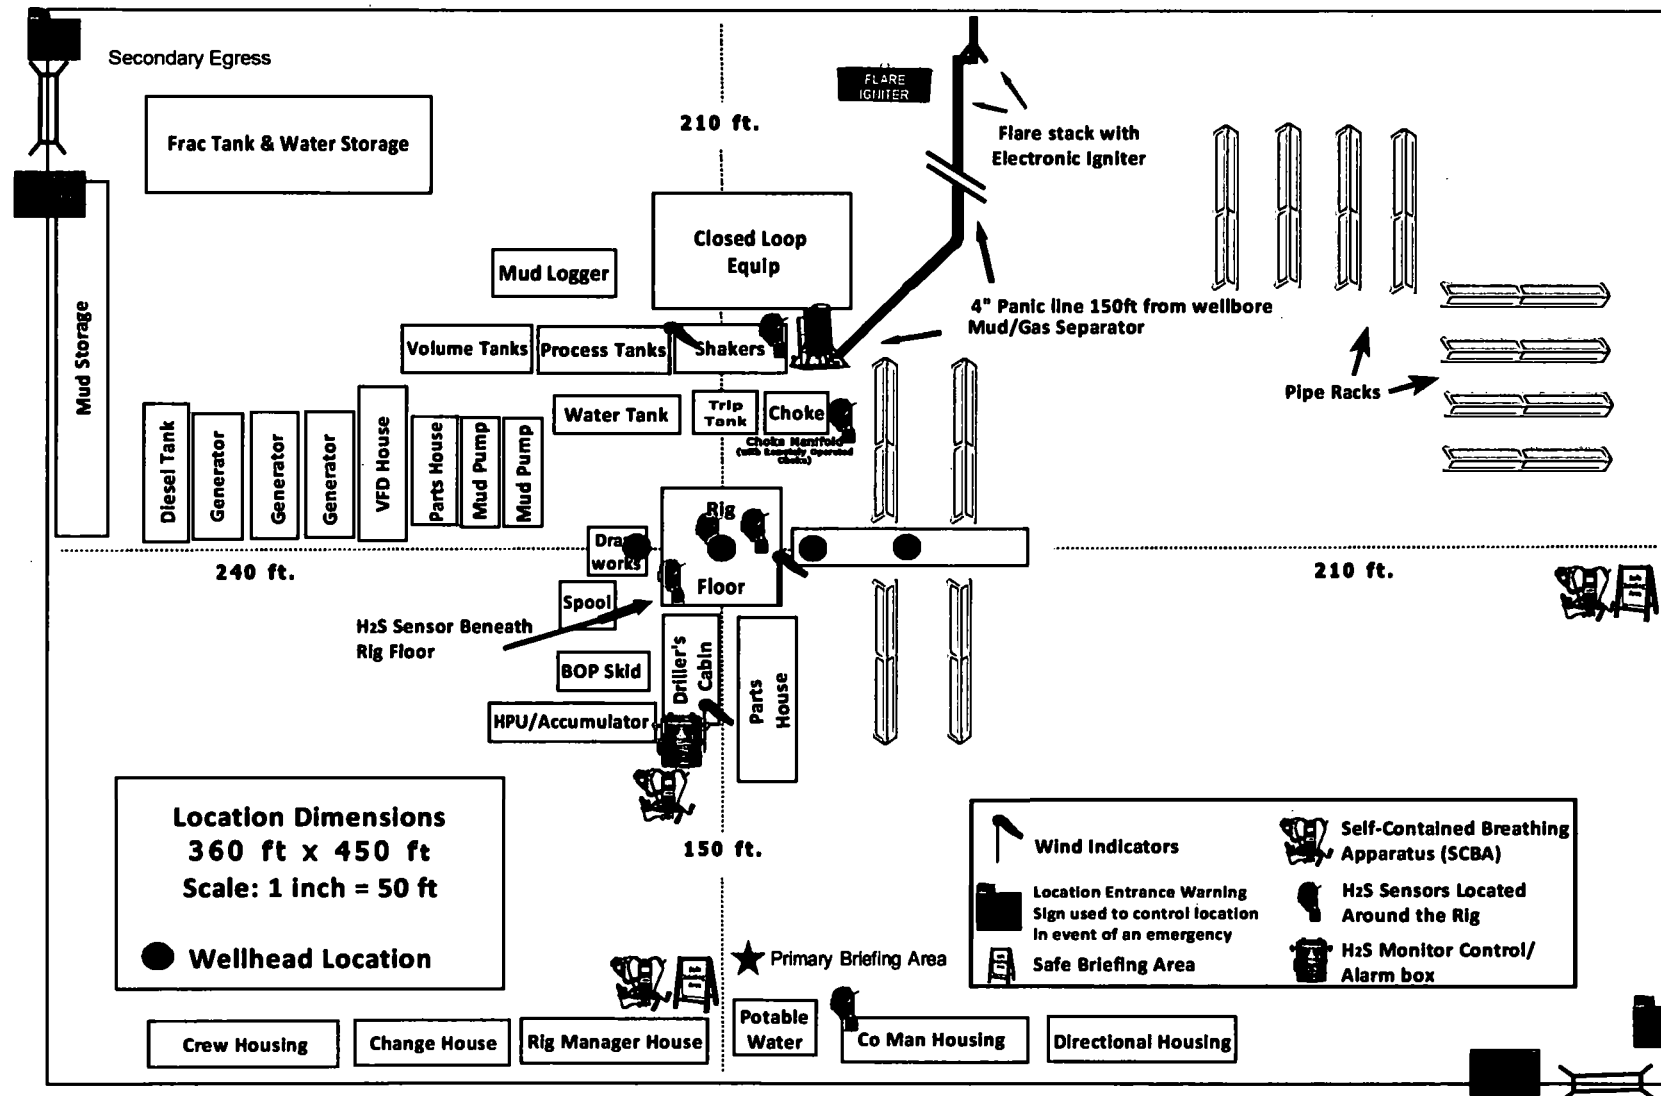 Secondary Egress
Frac Tank & Water Storage
210 ft.
FLARE
IGNITER
Flare stack with
Electronic Igniter
Closed Loop
Equip
Mud Logger
4" Panic line 150ft from wellbore
Mud/Gas Separator
Mud Storage
Volume Tanks
Process Tanks
Shakers
Pipe Racks
Water Tank
Trip
Tank
Choke
Choke Manifold
(with Remotely Operated
Choke)
Diesel Tank
Generator
Generator
Generator
VFD House
Parts House
Mud Pump
Mud Pump
Rig
Floor
works
240 ft.
210 ft.
Spool
H2S Sensor Beneath
Rig Floor
Driller's
Cabin
Parts
House
BOP Skid
HPU/Accumulator
Location Dimensions
360 ft x 450 ft
Scale: 1 inch = 50 ft
Wellhead Location
150 ft.
Wind Indicators
Location Entrance Warning
Sign used to control location
in event of an emergency
Safe Briefing Area
Self-Contained Breathing
Apparatus (SCBA)
H2S Sensors Located
Around the Rig
H2S Monitor Control/
Alarm box
Primary Briefing Area
Crew Housing
Change House
Rig Manager House
Potable
Water
Co Man Housing
Directional Housing